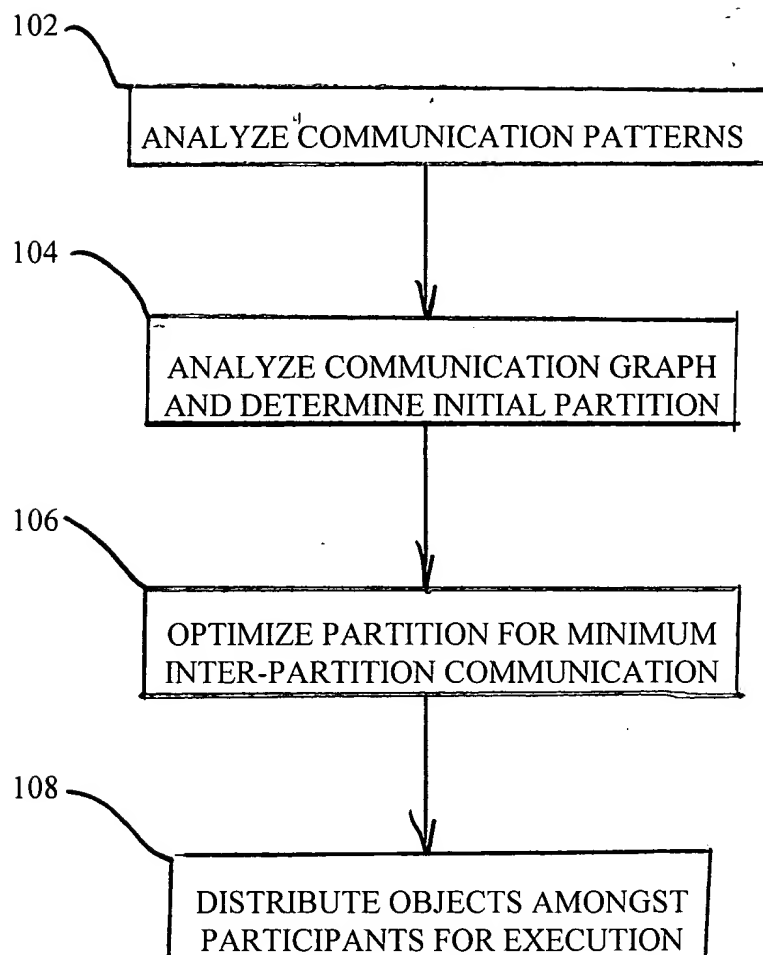 102
ANALYZE COMMUNICATION PATTERNS
104
ANALYZE COMMUNICATION GRAPH
AND DETERMINE INITIAL PARTITION
106
OPTIMIZE PARTITION FOR MINIMUM
INTER-PARTITION COMMUNICATION
108
DISTRIBUTE OBJECTS AMONGST
PARTICIPANTS FOR EXECUTION